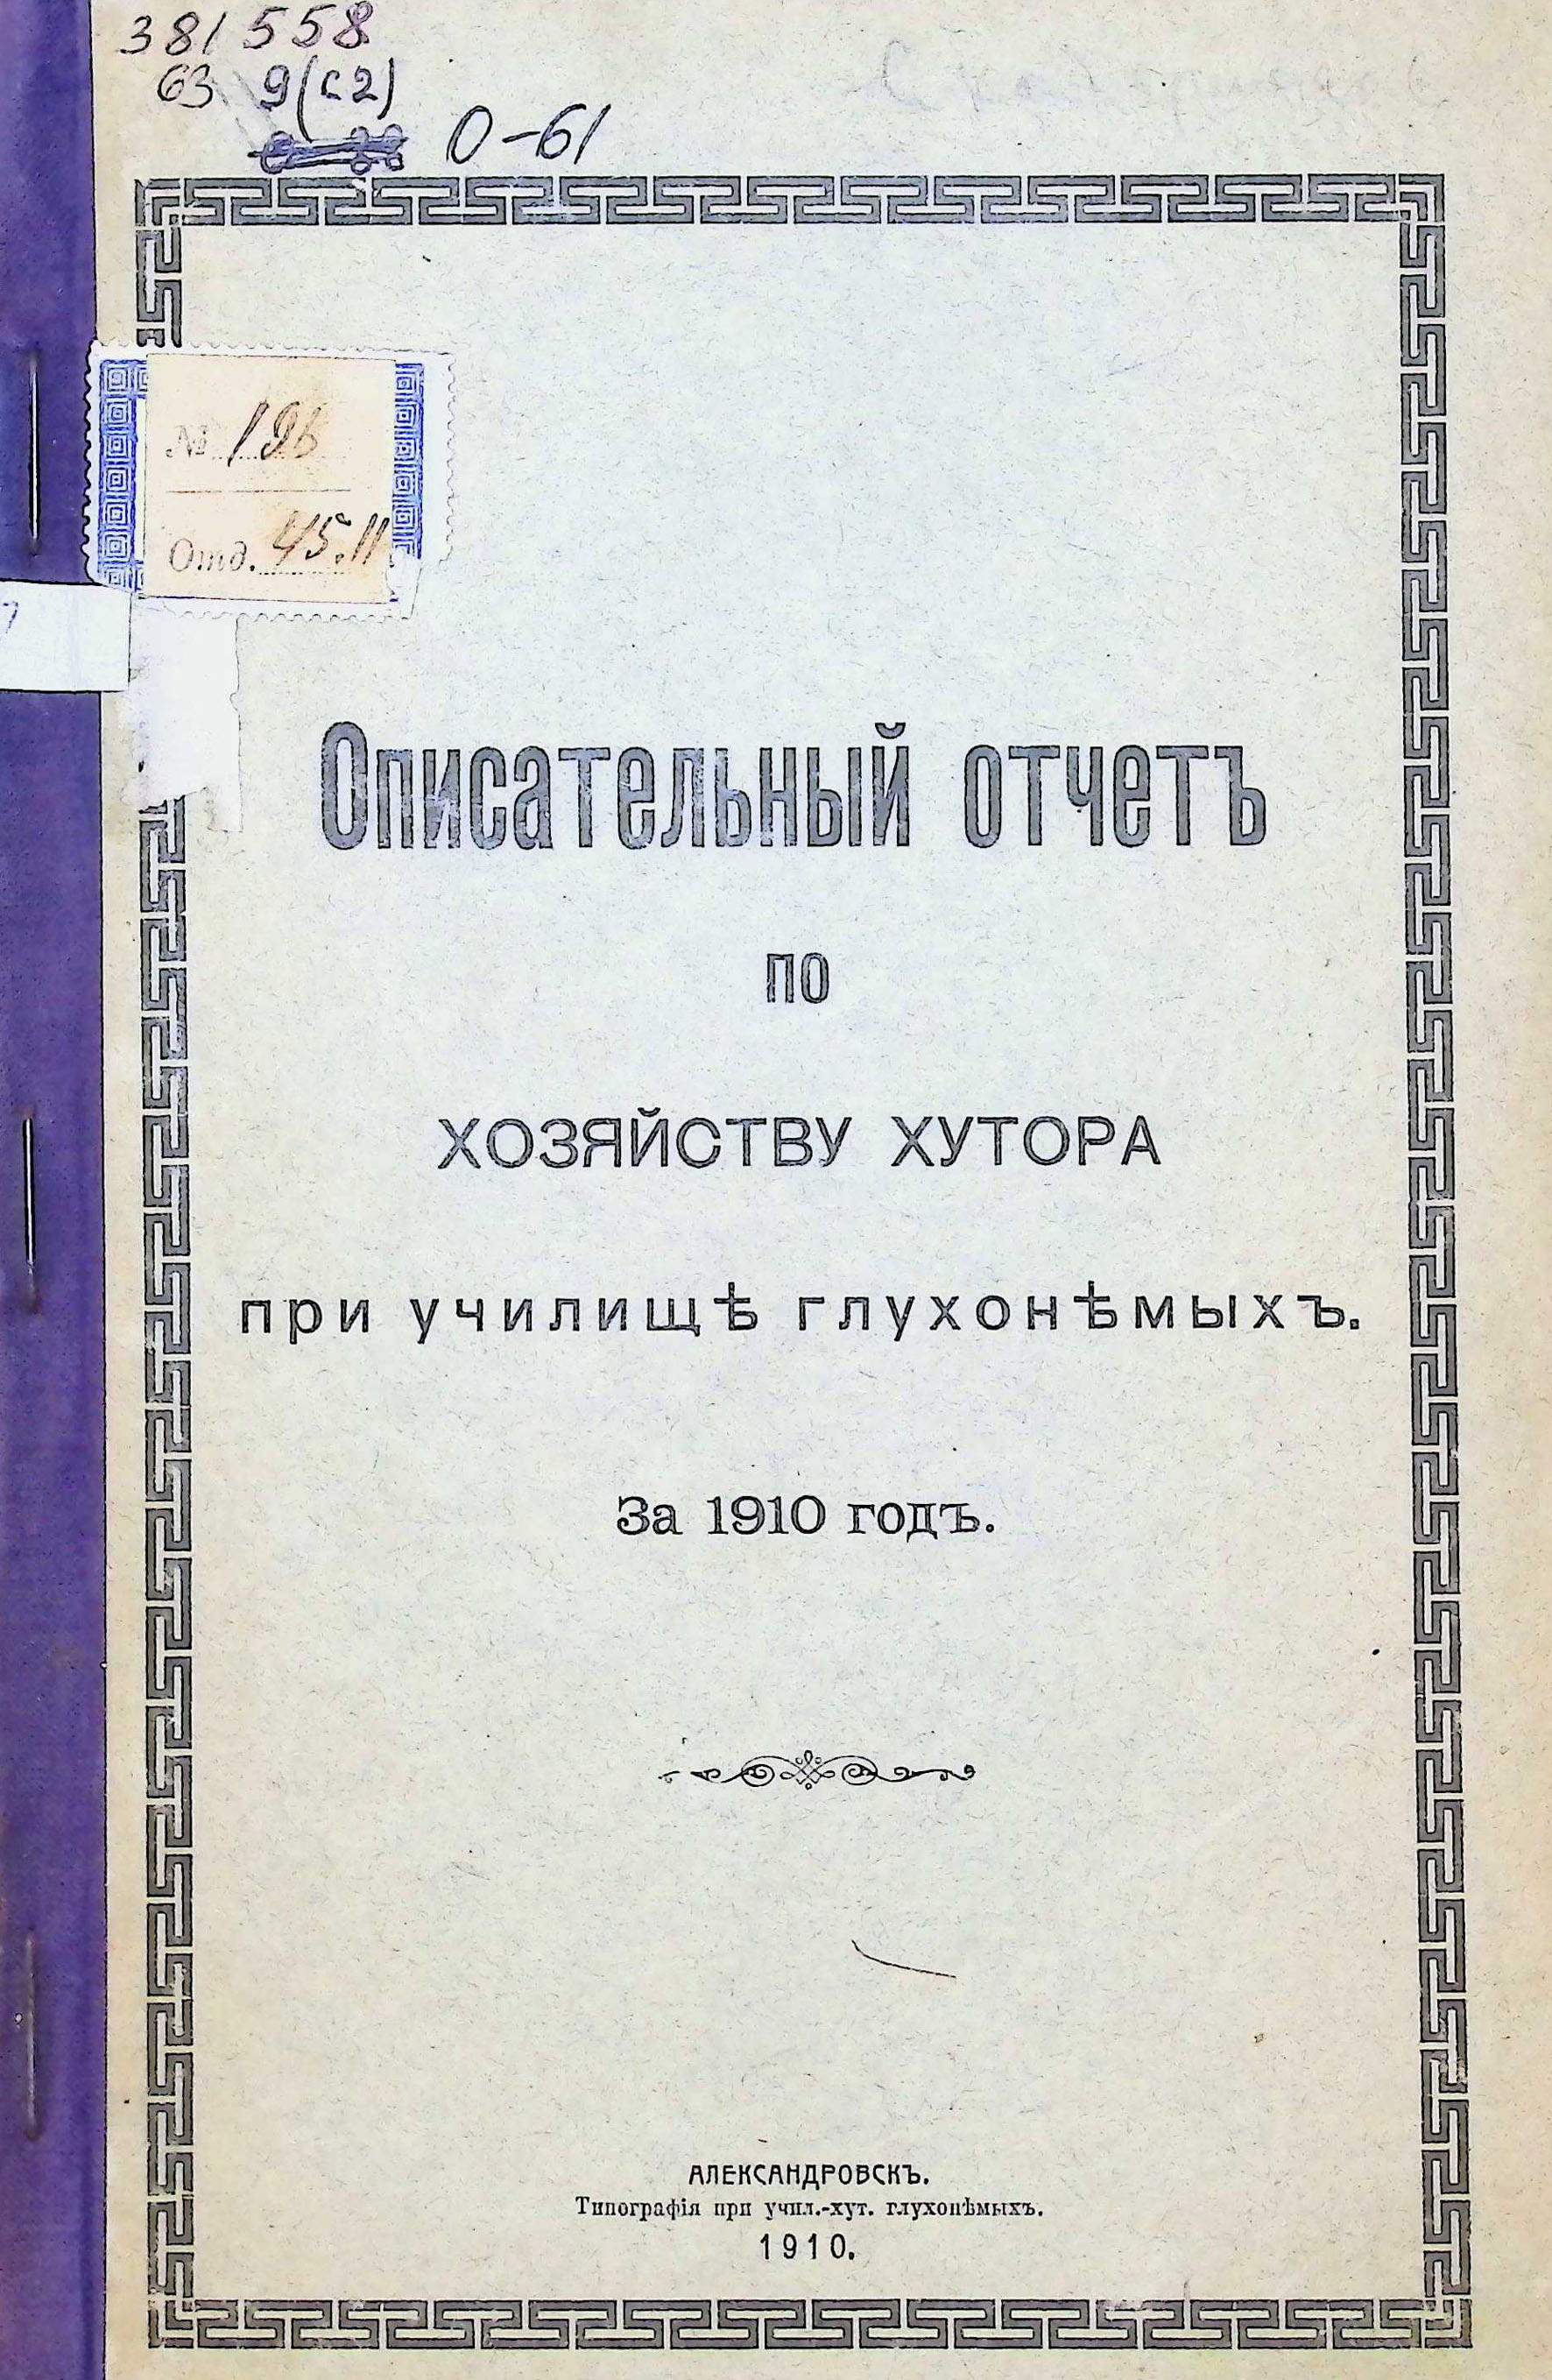 381558
63 9(с2)
О-61
№ 196
Отд. 45.11
7
Описательный отчетъ
по
ХОЗЯЙСТВУ ХУТОРА
при училищѣ глухонѣмыхъ.
За 1910 годъ.
АЛЕКСАНДРОВСКЪ.
Типографія при учил.-хут. глухонѣмыхъ.
1910.